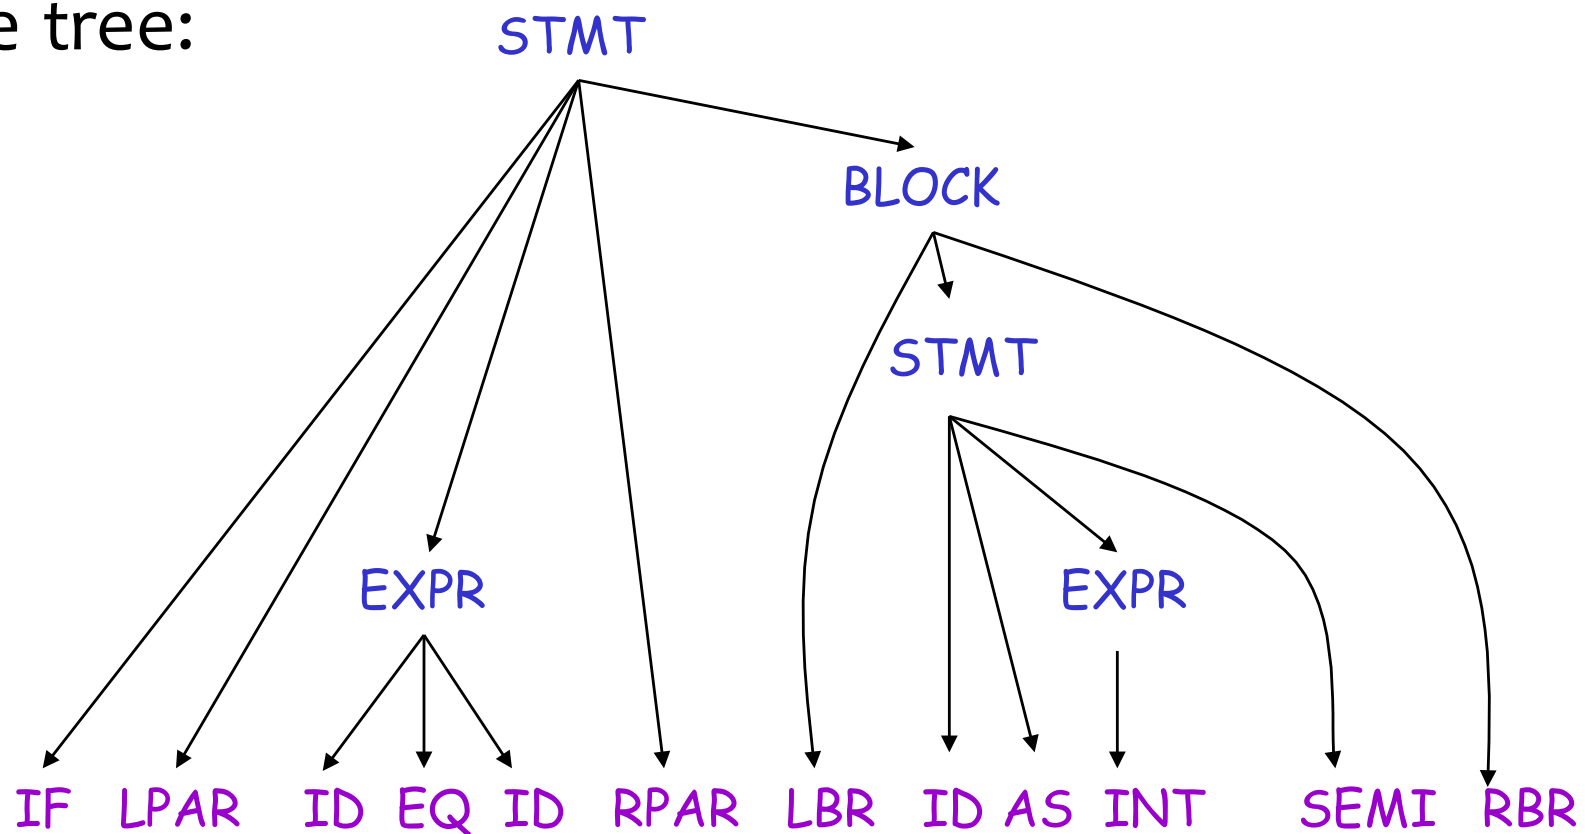 e tree:
STMT
BLOCK
STMT
EXPR EXPR
IF LPAR ID EQ ID RPAR LBR ID AS INT SEMI RBR